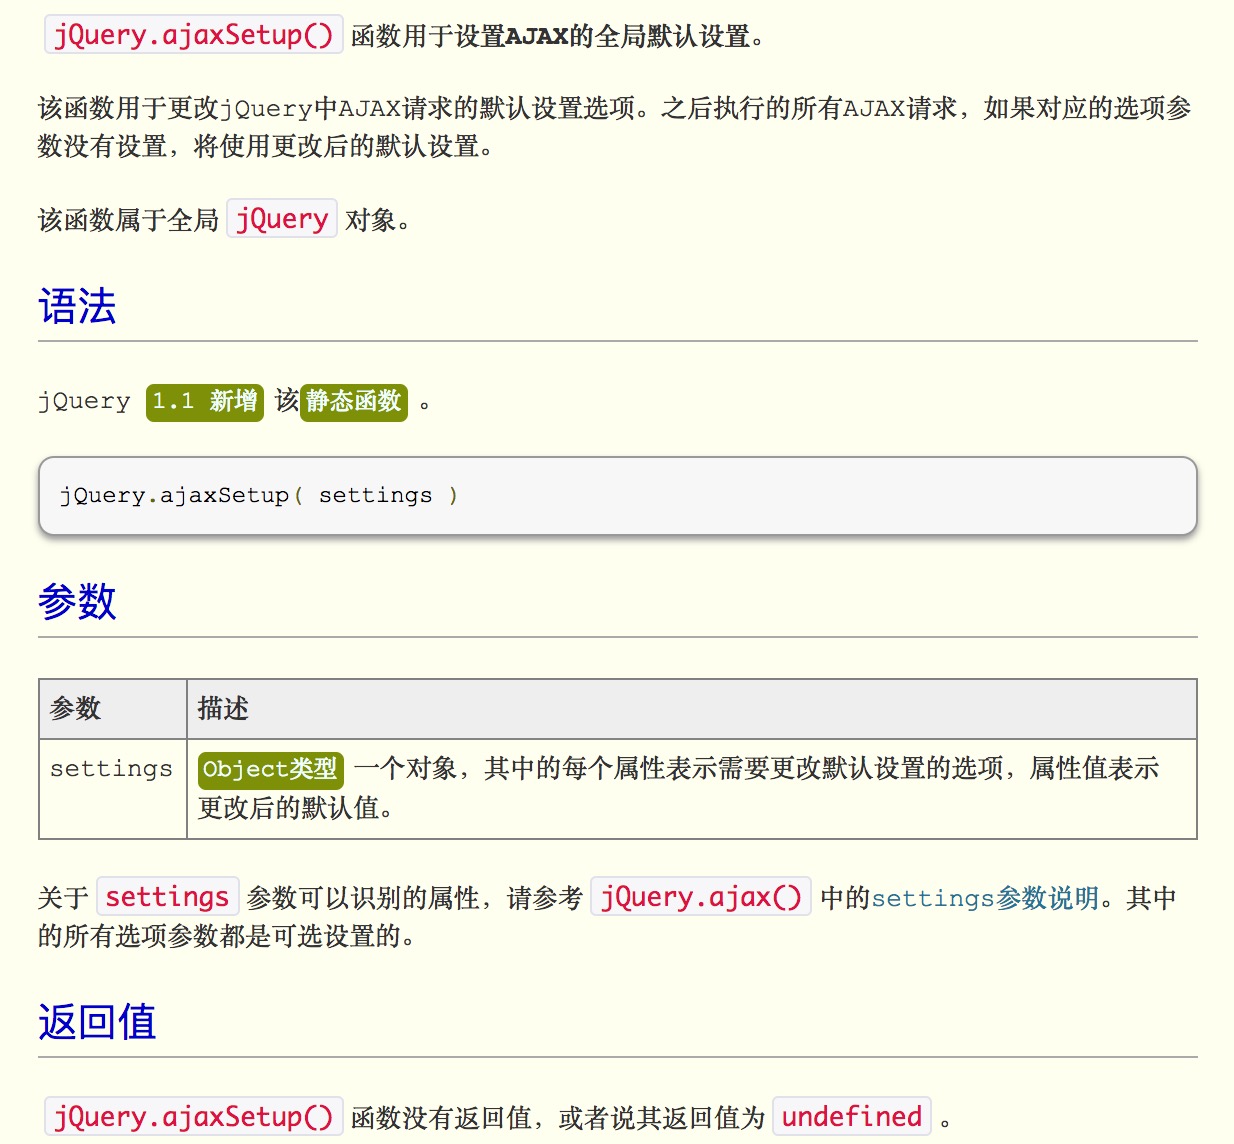 jQuery.ajaxSetup() 函数用于设置AJAX的全局默认设置。
该函数用于更改jQuery中AJAX请求的默认设置选项。之后执行的所有AJAX请求，如果对应的选项参
数没有设置，将使用更改后的默认设置。
该函数属于全局 jQuery 对象。
语法
jQuery 1.1 新增 该静态函数 。
jQuery.ajaxSetup( settings )
参数
参数 描述
settings Object类型 一个对象，其中的每个属性表示需要更改默认设置的选项，属性值表示
更改后的默认值。
关于 settings 参数可以识别的属性，请参考 jQuery.ajax() 中的settings参数说明。其中
的所有选项参数都是可选设置的。
返回值
jQuery.ajaxSetup() 函数没有返回值，或者说其返回值为 undefined 。